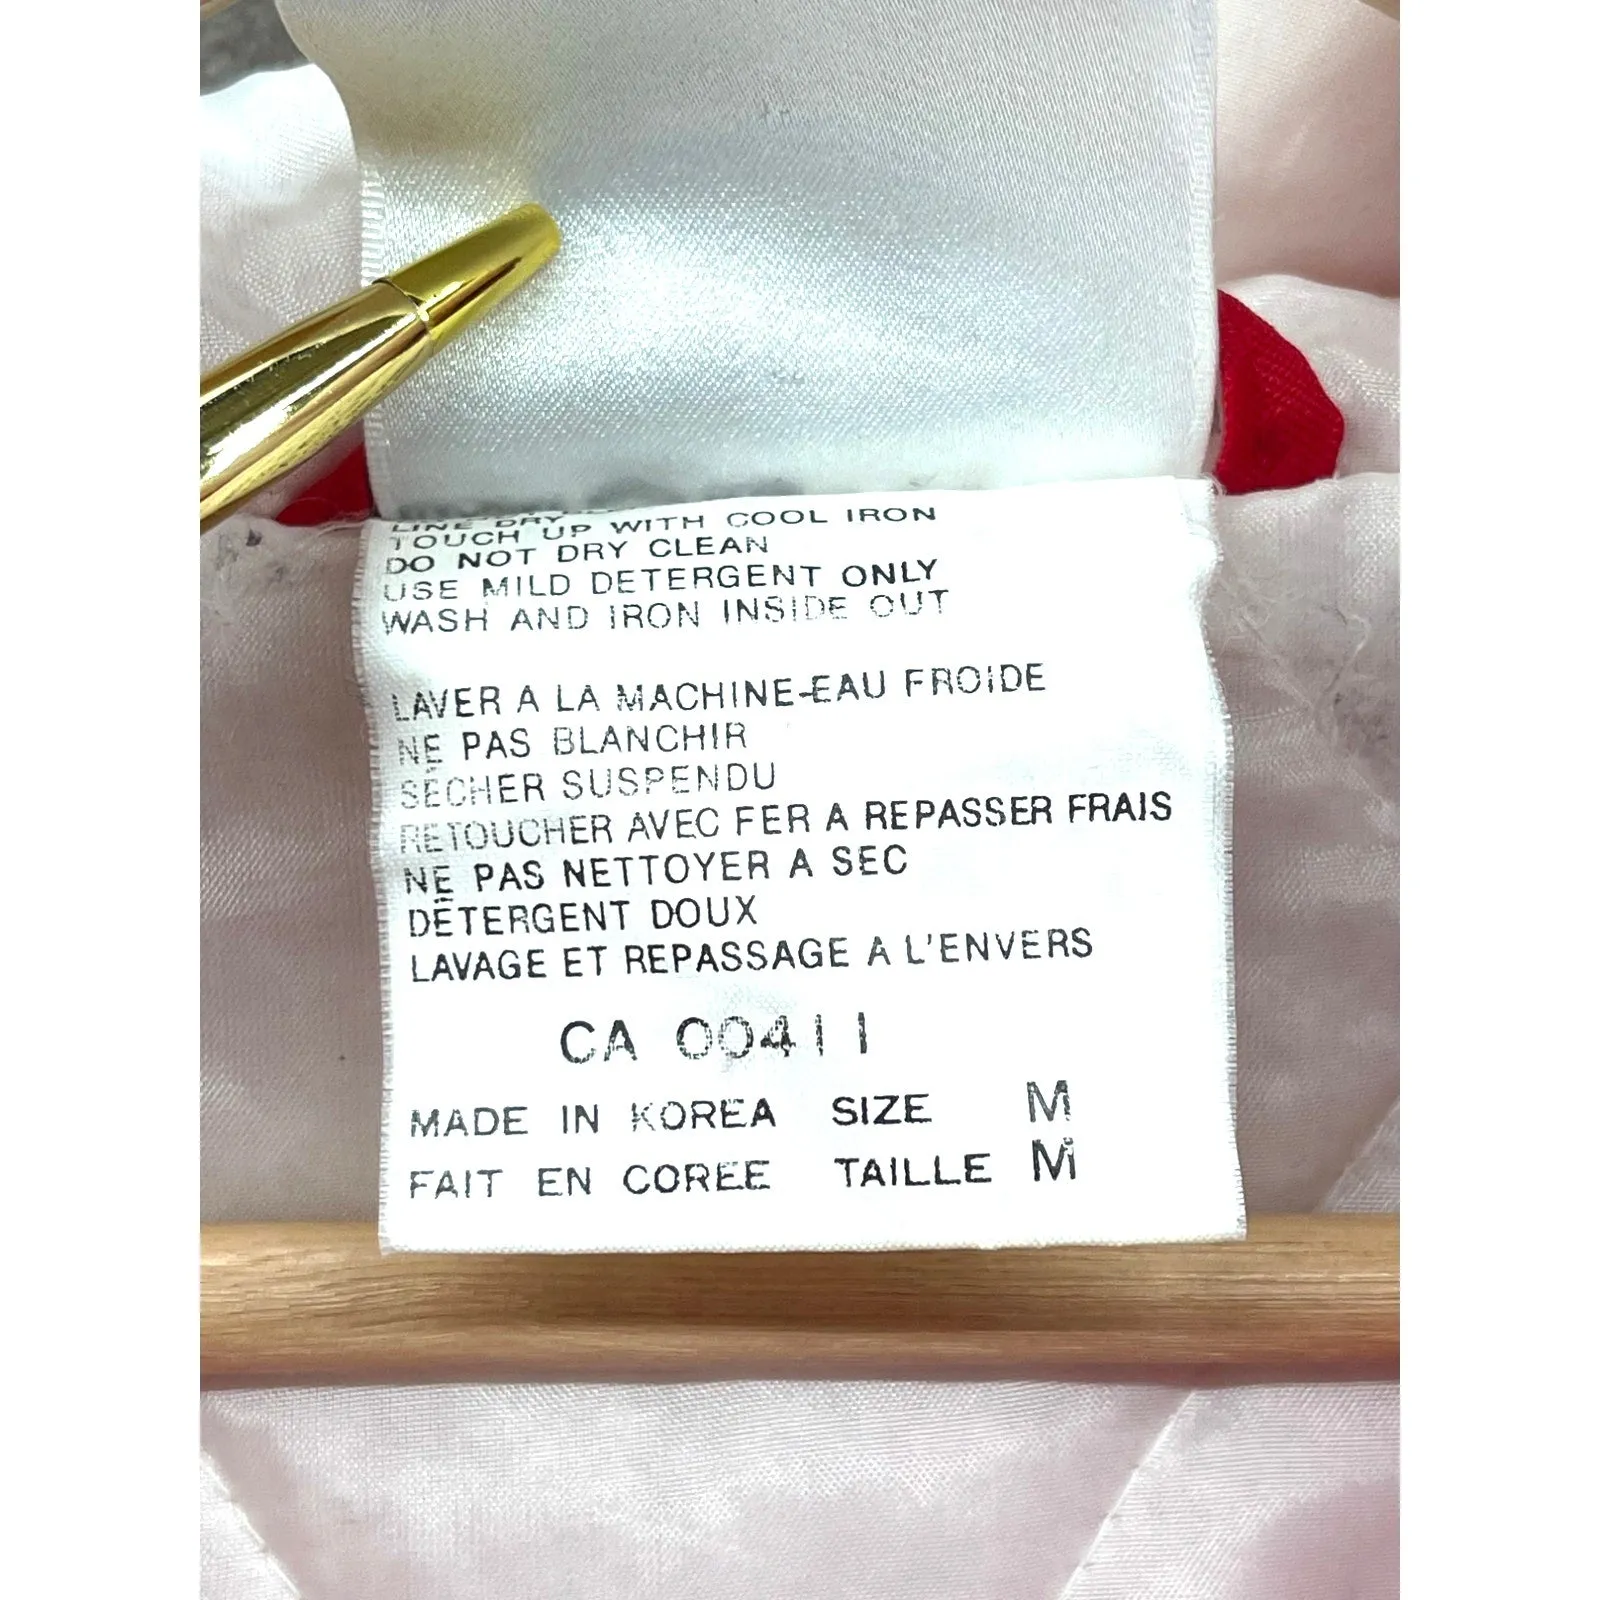 LINE DRY
TOUCH UP WITH COOL IRON
DO NOT DRY CLEAN
USE MILD DETERGENT ONLY
WASH AND IRON INSIDE OUT
LAVER A LA MACHINE-EAU FROIDE
NE PAS BLANCHIR
SÉCHER SUSPENDU
RETOUCHER AVEC FER A REPASSER FRAIS
NE PAS NETTOYER A SEC
DÉTERGENT DOUX
LAVAGE ET REPASSAGE A L'ENVERS
CA 00411
MADE IN KOREA SIZE M
FAIT EN COREE TAILLE M